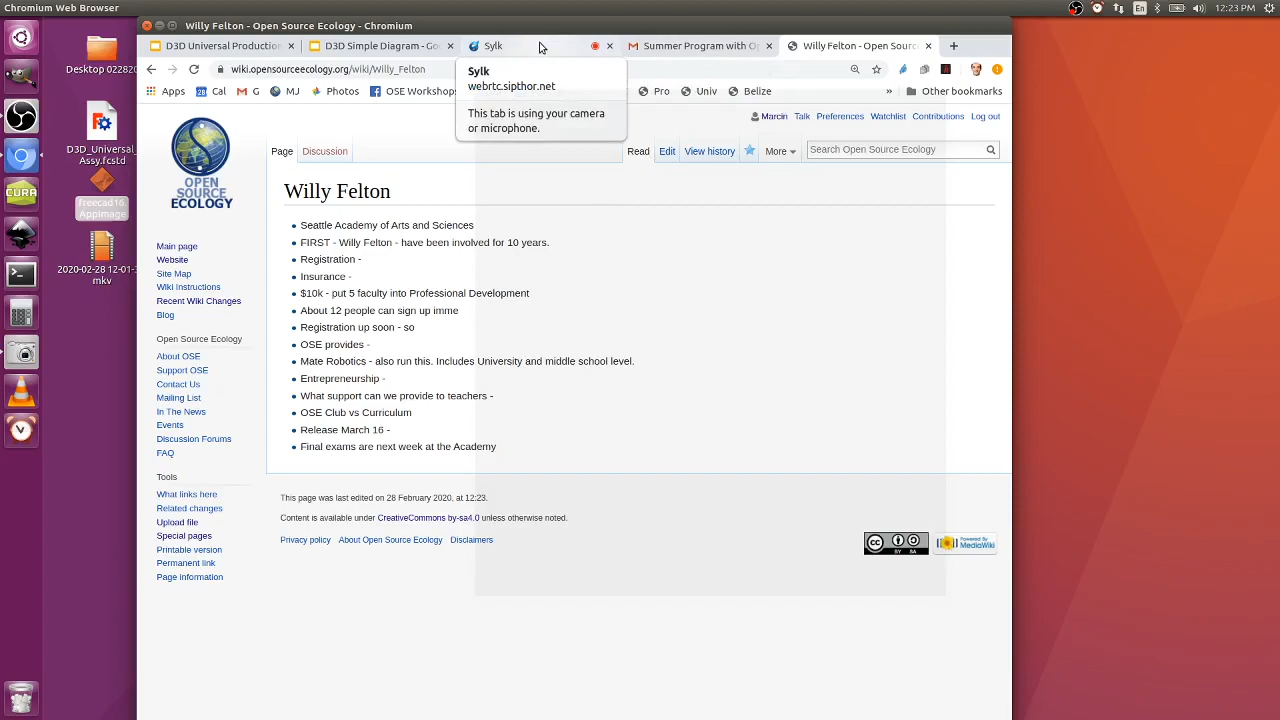 Chromium Web Browser
En
12:23 PM
Willy Felton - Open Source Ecology - Chromium
D3D Universal Production
D3D Simple Diagram - Go
Sylk
Summer Program with Op
Willy Felton - Open Sourc
wiki.opensourceecology.org/wiki/Willy_Felton
Apps
Cal
G
MJ
Photos
OSE Workshops
Pro
Univ
Belize
Other bookmarks
Sylk
webrtc.sipthor.net
This tab is using your camera
or microphone.
Desktop 022820
D3D_Universal_
Assy.fcstd
freecad16.
AppImage
2020-02-28 12-01-3
mkv
CURA
OPEN
SOURCE
ECOLOGY
Marcin
Talk
Preferences
Watchlist
Contributions
Log out
Page
Discussion
Read
Edit
View history
More
Search Open Source Ecology
Willy Felton
Seattle Academy of Arts and Sciences
FIRST - Willy Felton - have been involved for 10 years.
Registration -
Insurance -
$10k - put 5 faculty into Professional Development
About 12 people can sign up imme
Registration up soon - so
OSE provides -
Mate Robotics - also run this. Includes University and middle school level.
Entrepreneurship -
What support can we provide to teachers -
OSE Club vs Curriculum
Release March 16 -
Final exams are next week at the Academy
Main page
Website
Site Map
Wiki Instructions
Recent Wiki Changes
Blog
Open Source Ecology
About OSE
Support OSE
Contact Us
Mailing List
In The News
Events
Discussion Forums
FAQ
Tools
What links here
Related changes
Upload file
Special pages
Printable version
Permanent link
Page information
This page was last edited on 28 February 2020, at 12:23.
Content is available under CreativeCommons by-sa4.0 unless otherwise noted.
Privacy policy
About Open Source Ecology
Disclaimers
CC
BY SA
Powered By
MediaWiki